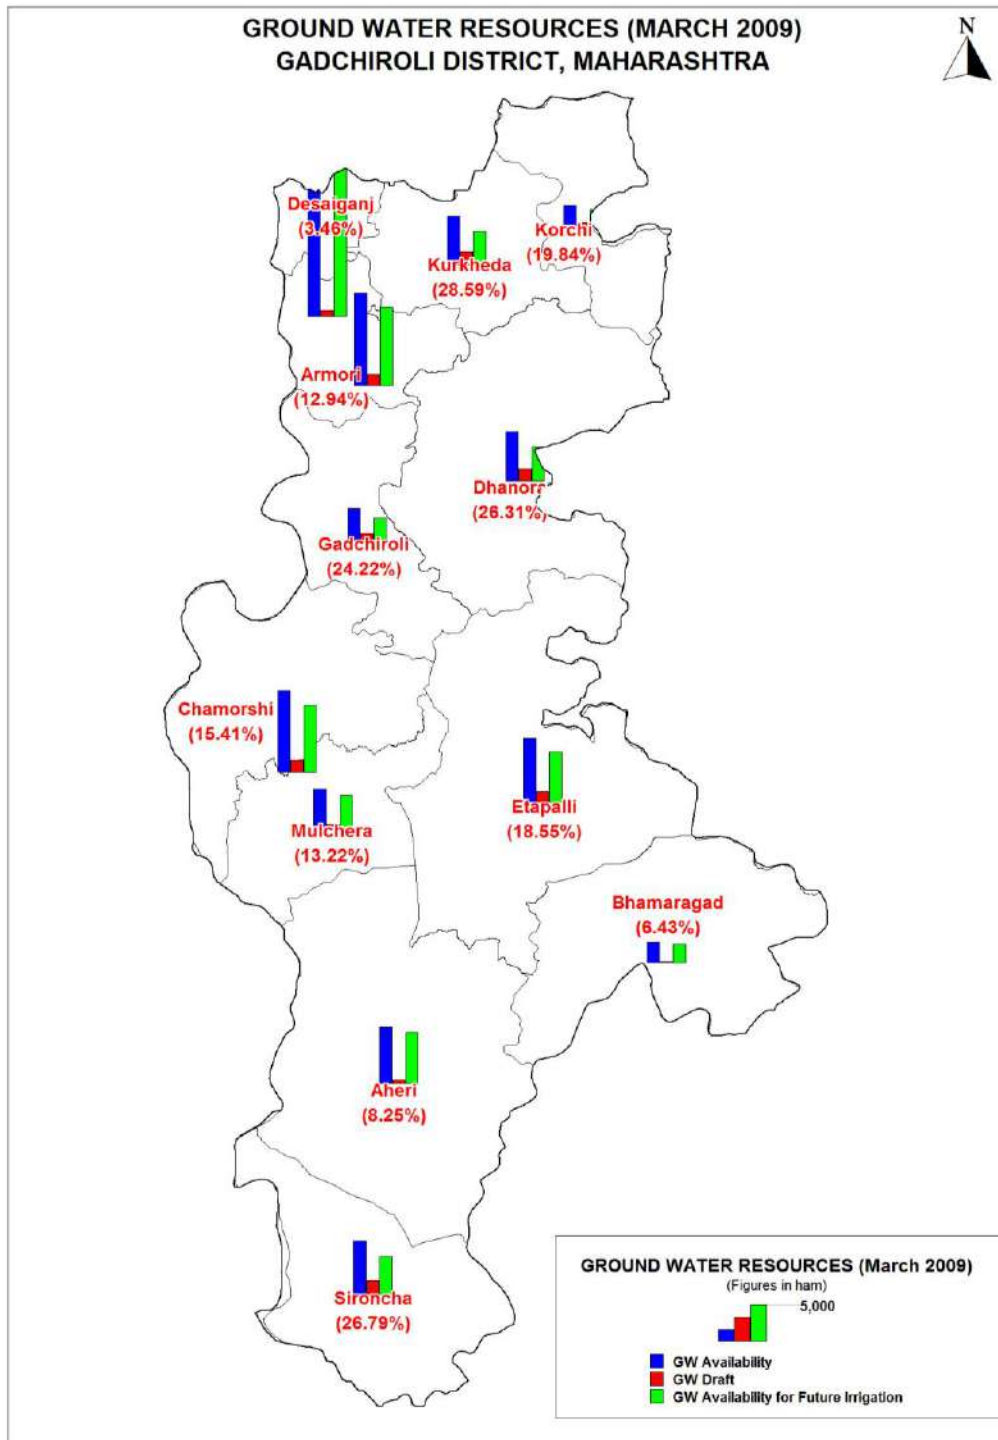 GROUND WATER RESOURCES (MARCH 2009)
GADCHIROLI DISTRICT, MAHARASHTRA
N
Desaiganj
(3.46%)
Korchi
(19.84%)
Kurkheda
(28.59%)
Armori
(12.94%)
Dhanora
(26.31%)
Gadchiroli
(24.22%)
Chamorshi
(15.41%)
Etapalli
(18.55%)
Mulchera
(13.22%)
Bhamaragad
(6.43%)
Aheri
(8.25%)
Sironcha
(26.79%)
GROUND WATER RESOURCES (March 2009)
(Figures in ham)
5,000
GW Availability
GW Draft
GW Availability for Future Irrigation